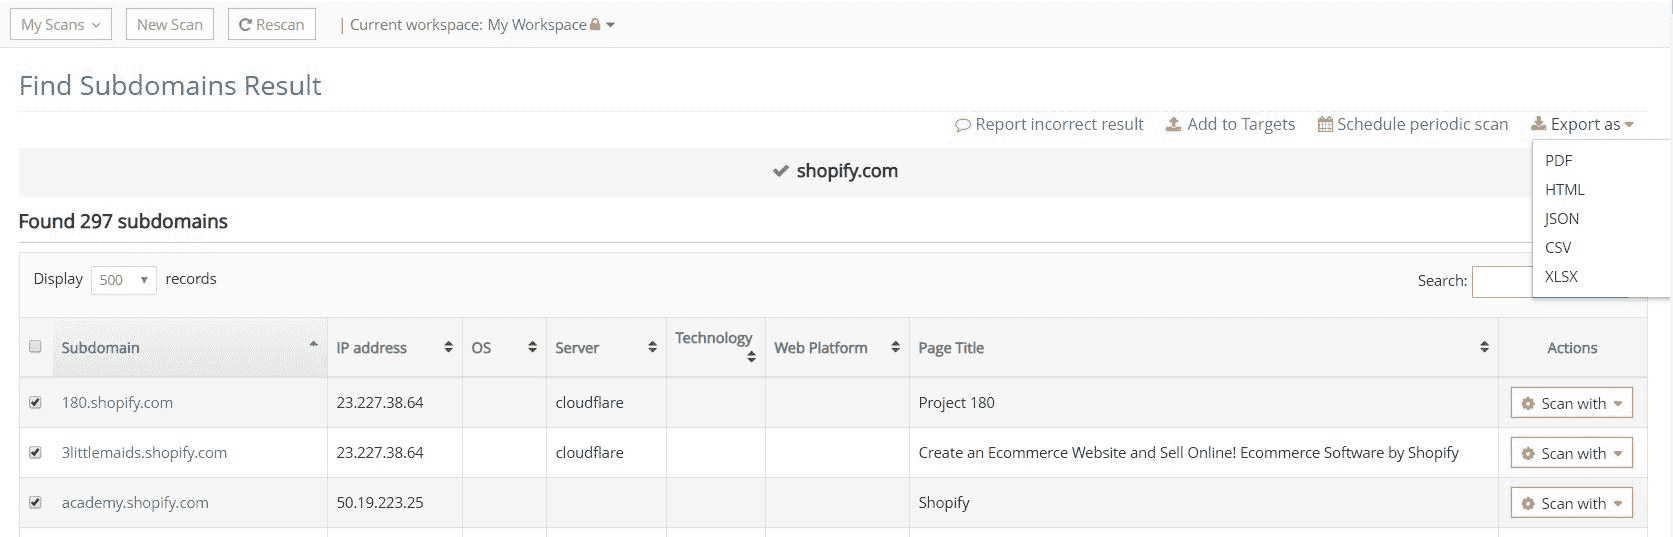 My Scans New Scan Rescan | Current workspace: My Workspace
Find Subdomains Result
Report incorrect result Add to Targets Schedule periodic scan Export as
shopify.com
PDF
HTML
JSON
CSV
XLSX
Found 297 subdomains
Display 500 records Search:
Subdomain IP address OS Server Technology Web Platform Page Title Actions
180.shopify.com 23.227.38.64 cloudflare Project 180 Scan with
3littlemaids.shopify.com 23.227.38.64 cloudflare Create an Ecommerce Website and Sell Online! Ecommerce Software by Shopify Scan with
academy.shopify.com 50.19.223.25 Shopify Scan with